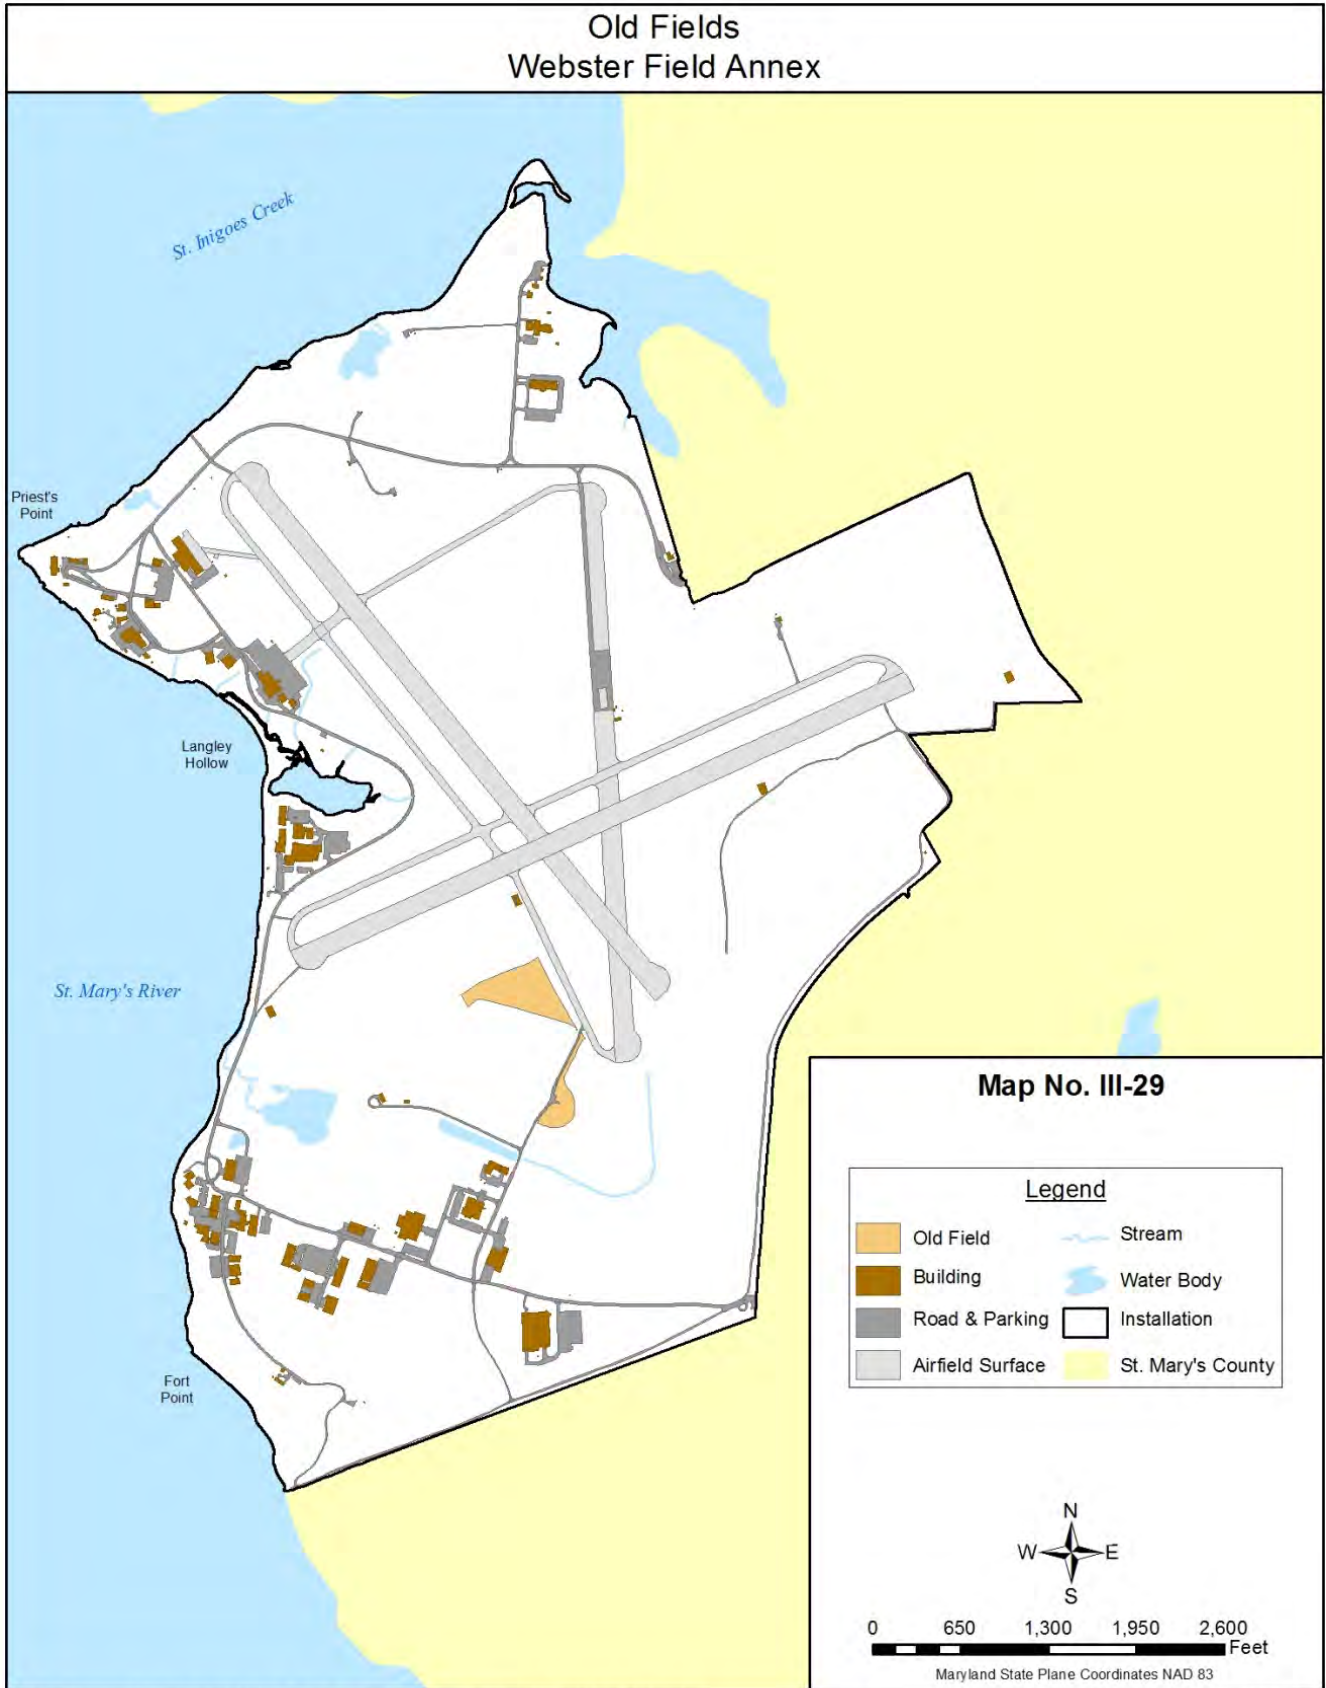 Old Fields
Webster Field Annex
St. Inigoes Creek
Priest's
Point
Langley
Hollow
St. Mary's River
Fort
Point
Map No. III-29
Legend
Old Field
Building
Road & Parking
Airfield Surface
Stream
Water Body
Installation
St. Mary's County
N
W E
S
0 650 1,300 1,950 2,600
Feet
Maryland State Plane Coordinates NAD 83